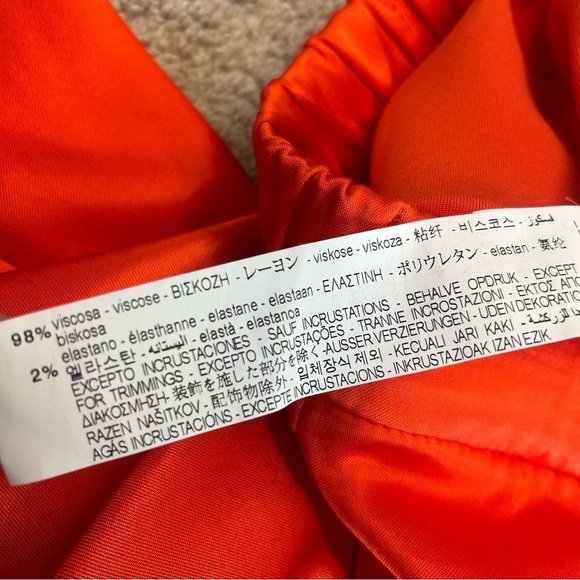 98% viscosa - viscose - ΒΙΣΚΟΖΗ - レーヨン - viskose - viskoza - 粘纤 - 비스코스 - فسكوز -
biskosa
elastano - élasthanne - elastane - elastaan - ΕΛΑΣΤΙΝΗ - ポリウレタン - elastan - 氨纶
2% 엘라스탄 - اليستانه - elastà - elastanoa
EXCEPTO INCRUSTACIONES - SAUF INCRUSTATIONS - BEHALVE OPDRUK - EXCEPT
FOR TRIMMINGS - EXCEPTO INCRUSTAÇÕES - TRANNE INCROSTAZIONI - ΕΚΤΟΣ ΑΠΟ
ΔΙΑΚΟΣΜΗΣΗ - 装飾を施した部分を除く - AUSSER VERZIERUNGEN - UDEN DEKORATION
RAZEN NAŠITKOV - 配饰物除外 - 입체장식 제외 - KECUALI JARI KAKI -
AGÁS INCRUSTACIÓNS - EXCEPTE INCRUSTACIONS - INKRUSTAZIOAK IZAN EZIK